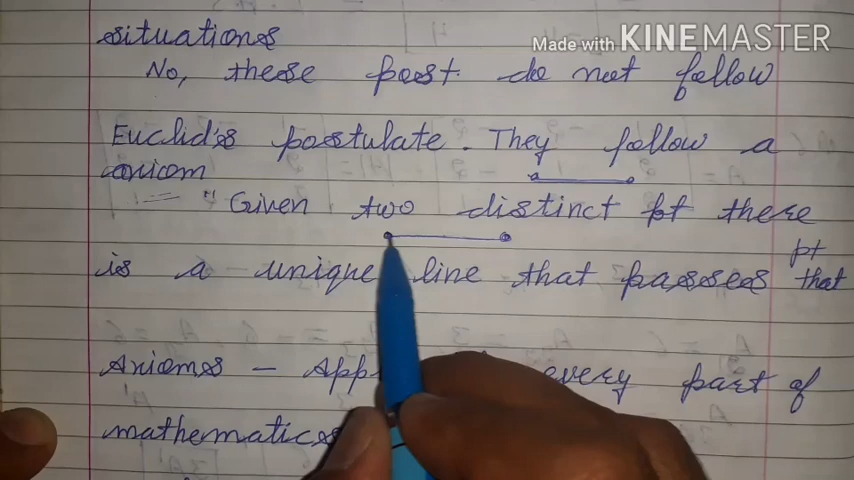 situations
Made with KINEMASTER
No, these post. do not follow
Euclid's postulate. They follow a
axiom
"Given two distinct pt there
is a unique line that passes that
pt
Axioms - App every part of
mathematics